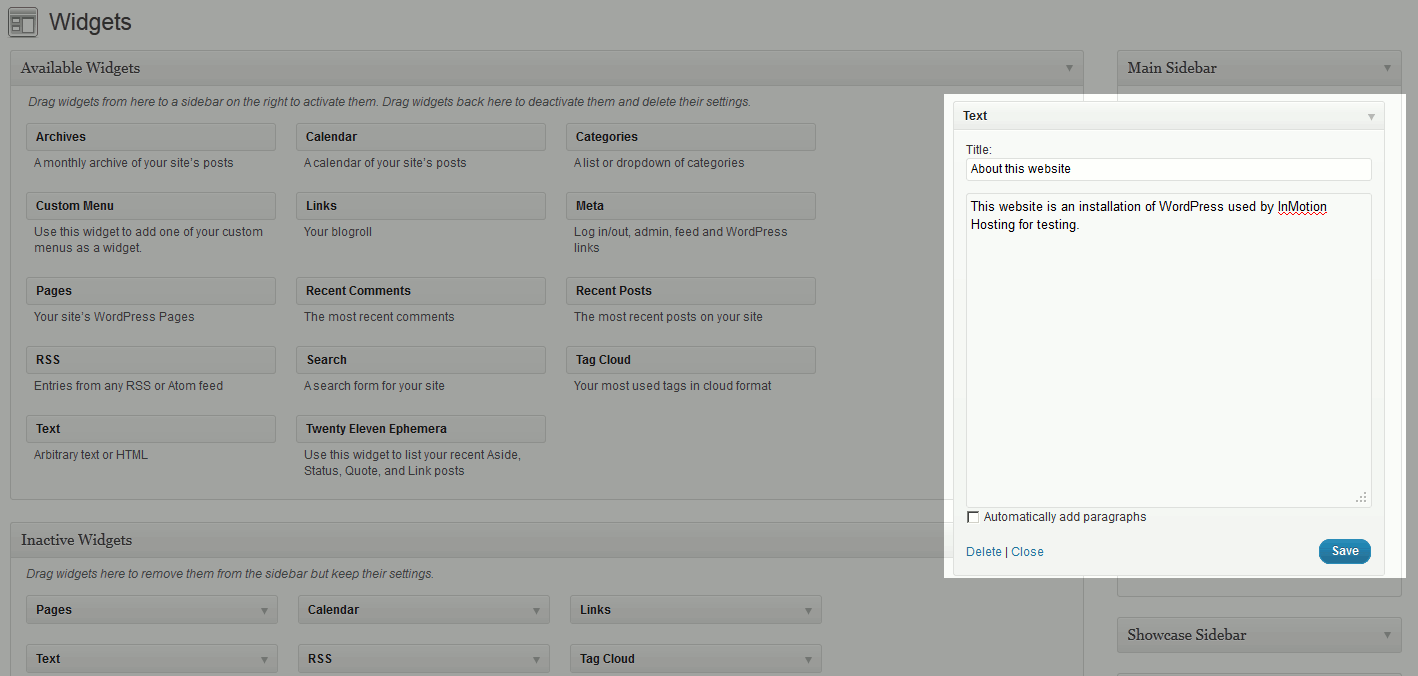 Widgets
Available Widgets
Drag widgets from here to a sidebar on the right to activate them. Drag widgets back here to deactivate them and delete their settings.
Archives
A monthly archive of your site's posts
Calendar
A calendar of your site's posts
Categories
A list or dropdown of categories
Custom Menu
Use this widget to add one of your custom
menus as a widget.
Links
Your blogroll
Meta
Log in/out, admin, feed and WordPress
links
Pages
Your site's WordPress Pages
Recent Comments
The most recent comments
Recent Posts
The most recent posts on your site
RSS
Entries from any RSS or Atom feed
Search
A search form for your site
Tag Cloud
Your most used tags in cloud format
Text
Arbitrary text or HTML
Twenty Eleven Ephemera
Use this widget to list your recent Aside,
Status, Quote, and Link posts
Inactive Widgets
Drag widgets here to remove them from the sidebar but keep their settings.
Pages
Calendar
Links
Text
RSS
Tag Cloud
Main Sidebar
Text
Title:
About this website
This website is an installation of WordPress used by InMotion
Hosting for testing.
Automatically add paragraphs
Delete | Close
Save
Showcase Sidebar